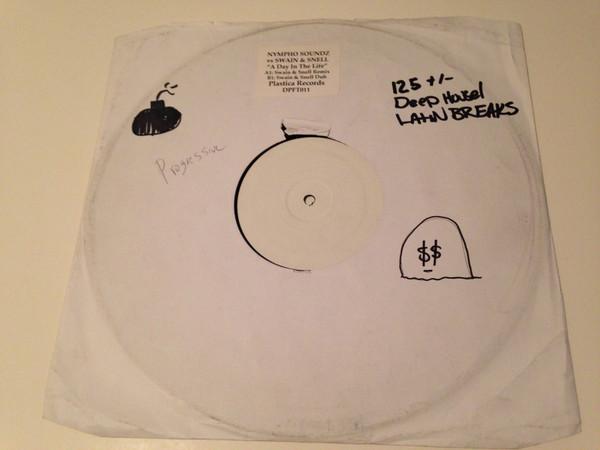 NYMPHO SOUNDZ
vs SWAIN & SNELL
"A Day In The Life"
A1: Swain & Snell Remix
B1: Swain & Snell Dub
Plastica Records
DPFT011
125 +/-
DEEP HOUSE/
LATIN BREAKS
Progressive
$$